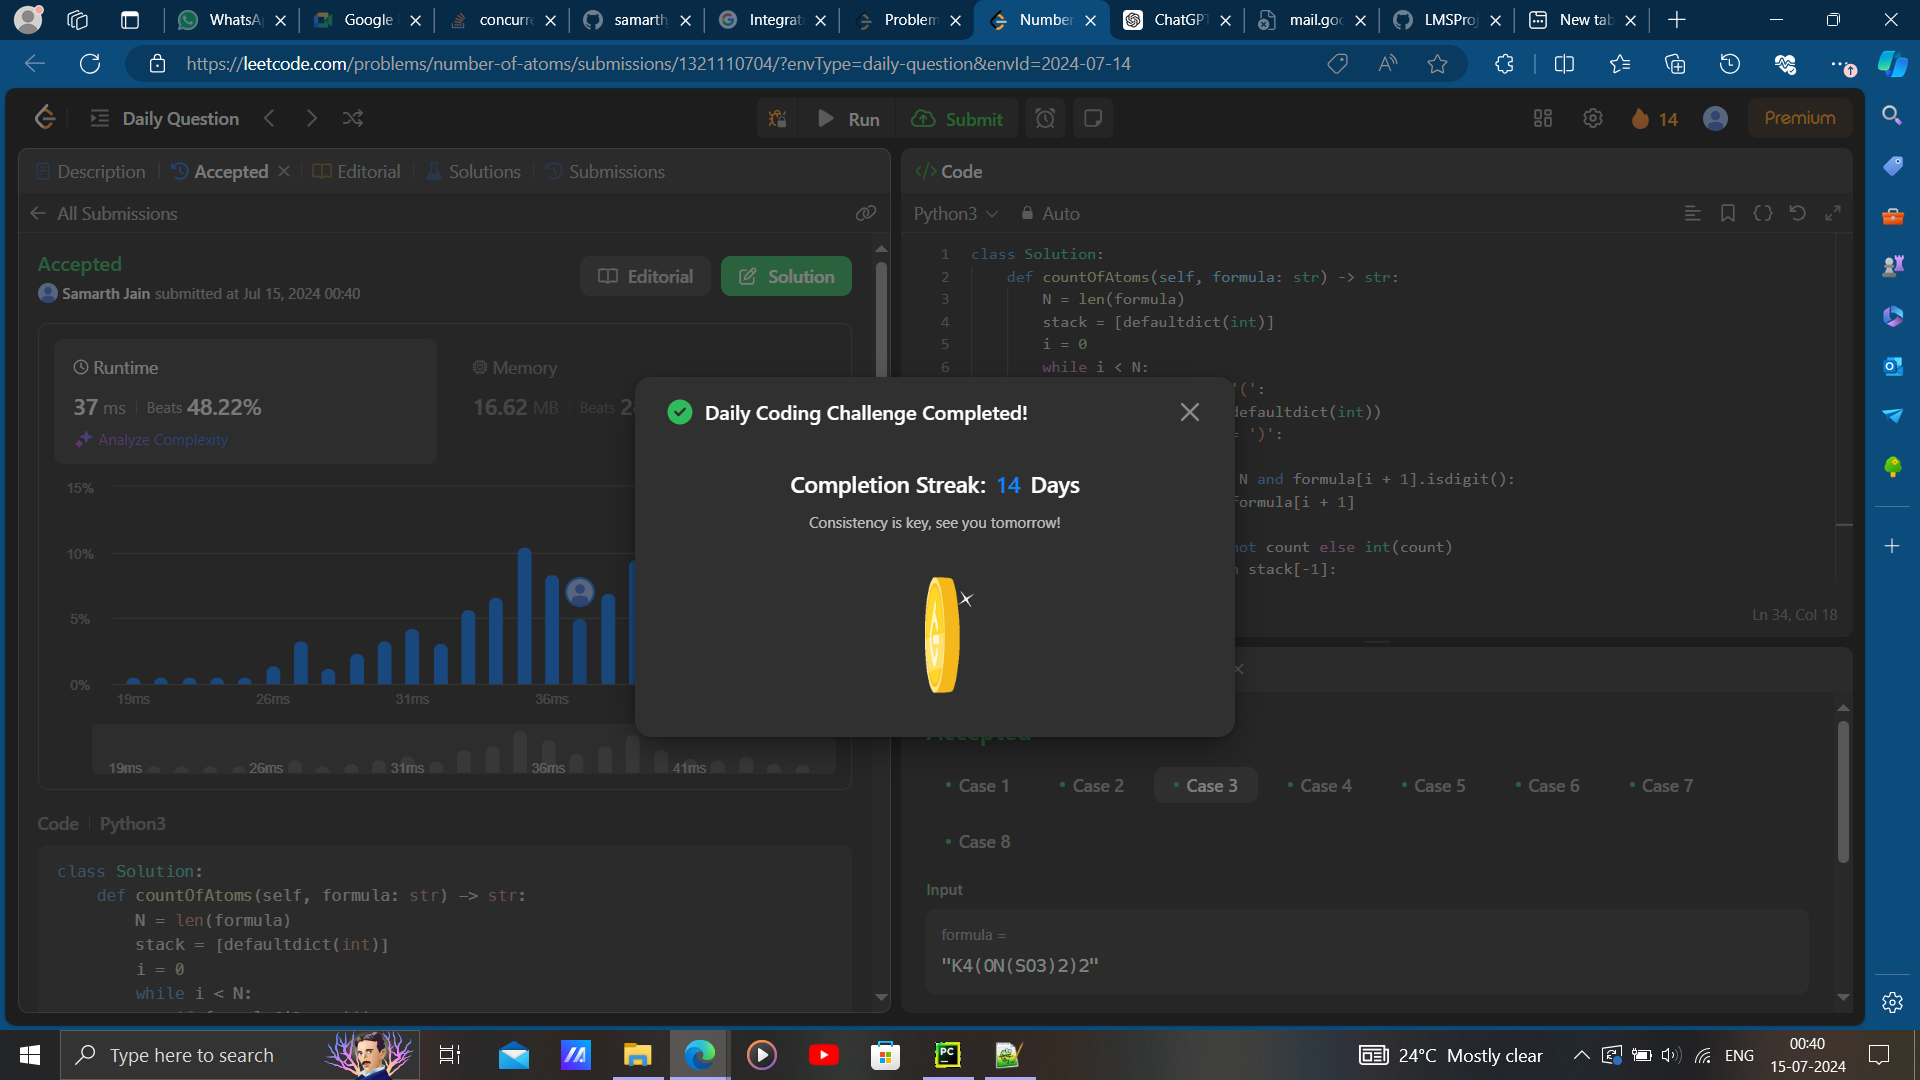 WhatsA
Google
concurre
samarth
Integrat
Problem
Number
ChatGPT
mail.goo
LMSProj
New tab
https://leetcode.com/problems/number-of-atoms/submissions/1321110704/?envType=daily-question&envId=2024-07-14
Daily Question
Run
Submit
14
Premium
Description
Accepted
Editorial
Solutions
Submissions
All Submissions
Accepted
Samarth Jain submitted at Jul 15, 2024 00:40
Editorial
Solution
Runtime
37 ms
Beats 48.22%
Analyze Complexity
Memory
16.62 MB
Beats 28
15%
10%
5%
0%
19ms
26ms
31ms
36ms
19ms
26ms
31ms
36ms
41ms
Code
Python3
class Solution:
def countOfAtoms(self, formula: str) -> str:
N = len(formula)
stack = [defaultdict(int)]
i = 0
while i < N:
</> Code
Python3
Auto
1 class Solution:
2 def countOfAtoms(self, formula: str) -> str:
3 N = len(formula)
4 stack = [defaultdict(int)]
5 i = 0
6 while i < N:
'(':
defaultdict(int))
= ')':
N and formula[i + 1].isdigit():
formula[i + 1]
not count else int(count)
stack[-1]:
Ln 34, Col 18
Daily Coding Challenge Completed!
Completion Streak: 14 Days
Consistency is key, see you tomorrow!
Accepted
Case 1
Case 2
Case 3
Case 4
Case 5
Case 6
Case 7
Case 8
Input
formula =
"K4(ON(SO3)2)2"
Type here to search
24°C Mostly clear
ENG
00:40
15-07-2024